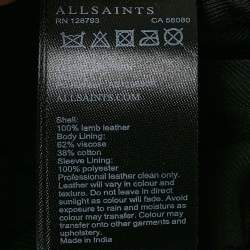 ALLSAINTS
RN 128793 CA 56080
ALLSAINTS.COM
Shell:
100% lamb leather
Body Lining:
62% viscose
38% cotton
Sleeve Lining:
100% polyester
Professional leather clean only.
Leather will vary in colour and
texture. Do not leave in direct
sunlight as colour will fade. Avoid
exposure to rain and moisture as
colour may transfer. Colour may
transfer onto other garments and
upholstery.
Made in India